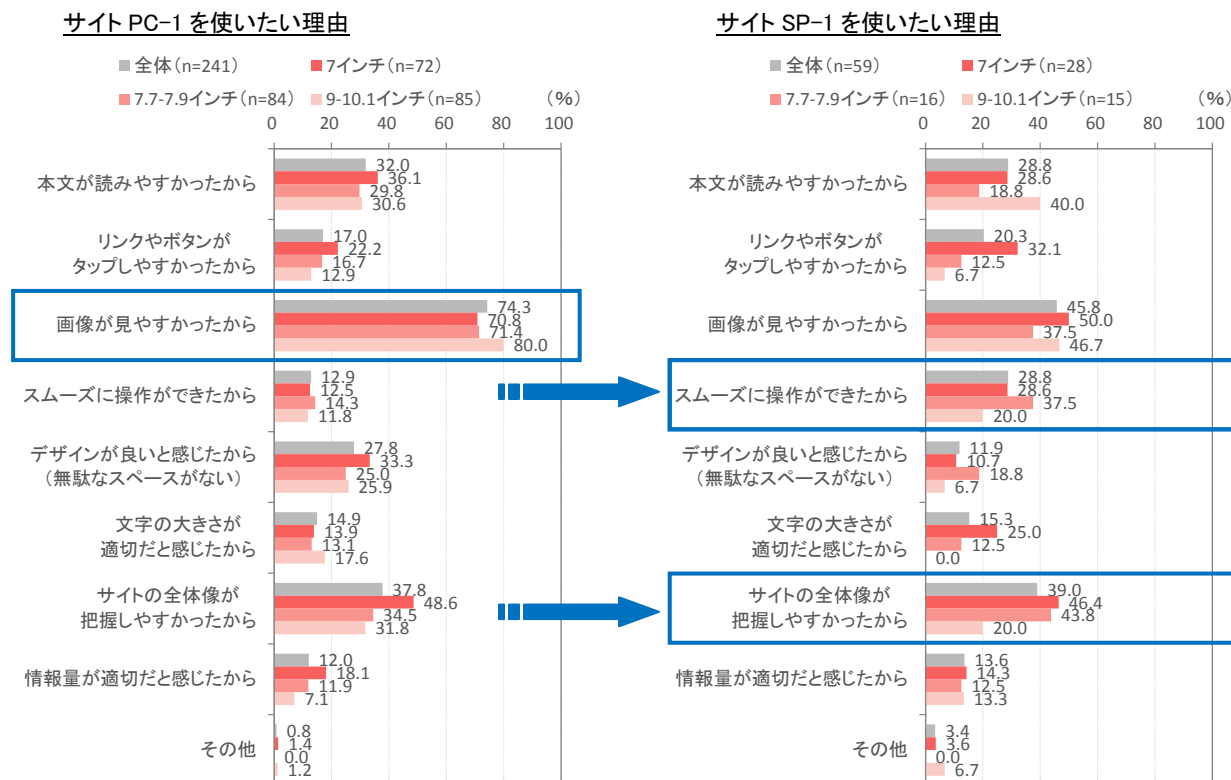 サイト PC-1 を使いたい理由
全体(n=241)
7インチ(n=72)
7.7-7.9インチ(n=84)
9-10.1インチ(n=85)
(%)
0 20 40 60 80 100
本文が読みやすかったから
32.0
36.1
29.8
30.6
リンクやボタンが
タップしやすかったから
17.0
22.2
16.7
12.9
画像が見やすかったから
74.3
70.8
71.4
80.0
スムーズに操作ができたから
12.9
12.5
14.3
11.8
デザインが良いと感じたから
(無駄なスペースがない)
27.8
33.3
25.0
25.9
文字の大きさが
適切だと感じたから
14.9
13.9
13.1
17.6
サイトの全体像が
把握しやすかったから
37.8
48.6
34.5
31.8
情報量が適切だと感じたから
12.0
18.1
11.9
7.1
その他
0.8
1.4
0.0
1.2
サイト SP-1 を使いたい理由
全体(n=59)
7インチ(n=28)
7.7-7.9インチ(n=16)
9-10.1インチ(n=15)
(%)
0 20 40 60 80 100
本文が読みやすかったから
28.8
28.6
18.8
40.0
リンクやボタンが
タップしやすかったから
20.3
32.1
12.5
6.7
画像が見やすかったから
45.8
50.0
37.5
46.7
スムーズに操作ができたから
28.8
28.6
37.5
20.0
デザインが良いと感じたから
(無駄なスペースがない)
11.9
10.7
18.8
6.7
文字の大きさが
適切だと感じたから
15.3
25.0
12.5
0.0
サイトの全体像が
把握しやすかったから
39.0
46.4
43.8
20.0
情報量が適切だと感じたから
13.6
14.3
12.5
13.3
その他
3.4
3.6
0.0
6.7